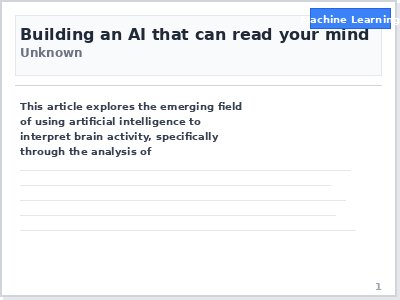 achine Learning
Building an AI that can read your mind
Unknown
This article explores the emerging field
of using artificial intelligence to
interpret brain activity, specifically
through the analysis of
1